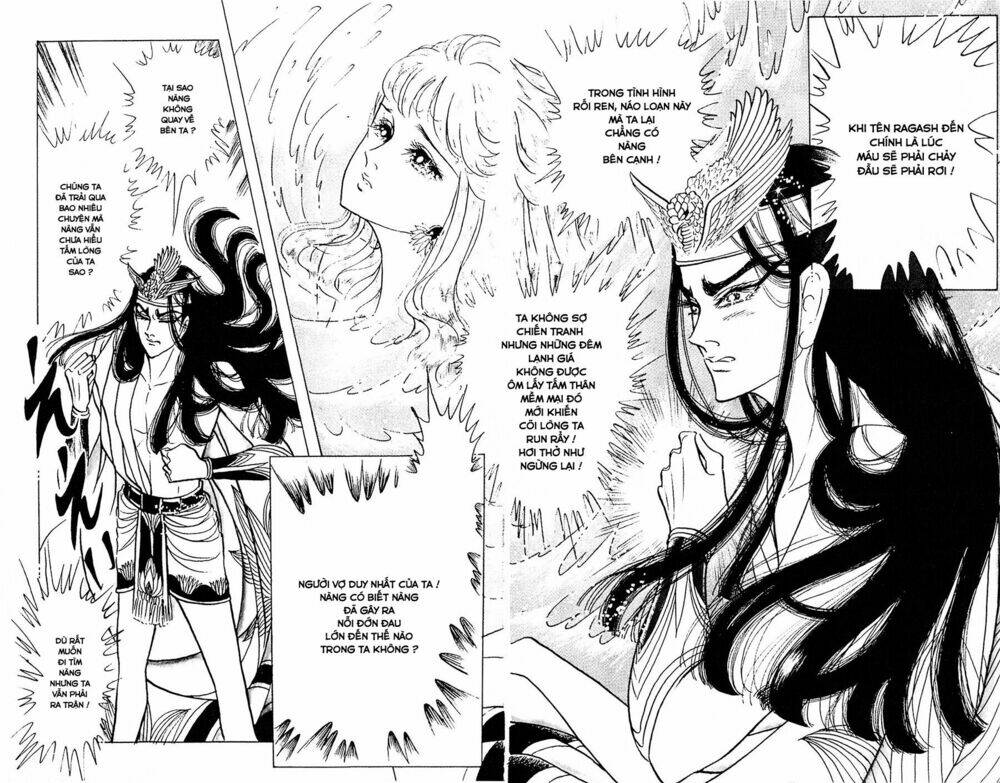 KHI TÊN RAGASH ĐẾN
CHÍNH LÀ LÚC
MÁU SẼ PHẢI CHẢY
ĐẦU SẼ PHẢI RƠI !
TRONG TÌNH HÌNH
RỐI REN, NÁO LOẠN NÀY
MÀ TA LẠI
CHẲNG CÓ
NÀNG
BÊN CẠNH !
TA KHÔNG SỢ
CHIẾN TRANH
NHƯNG NHỮNG ĐÊM
LẠNH GIÁ
KHÔNG ĐƯỢC
ÔM LẤY TẤM THÂN
MỀM MẠI ĐÓ
MỚI KHIẾN
CÕI LÒNG TA
RUN RẨY !
HƠI THỞ NHƯ
NGỪNG LẠI !
TẠI SAO
NÀNG
KHÔNG
QUAY VỀ
BÊN TA ?
CHÚNG TA
ĐÃ TRẢI QUA
BAO NHIÊU
CHUYỆN MÀ
NÀNG VẪN
CHƯA HIỂU
TẤM LÒNG
CỦA TA
SAO ?
NGƯỜI VỢ DUY NHẤT CỦA TA !
NÀNG CÓ BIẾT NÀNG
ĐÃ GÂY RA
NỖI ĐỚN ĐAU
LỚN ĐẾN THẾ NÀO
TRONG TA KHÔNG ?
DÙ RẤT
MUỐN
ĐI TÌM
NÀNG
NHƯNG TA
VẪN PHẢI
RA TRẬN !